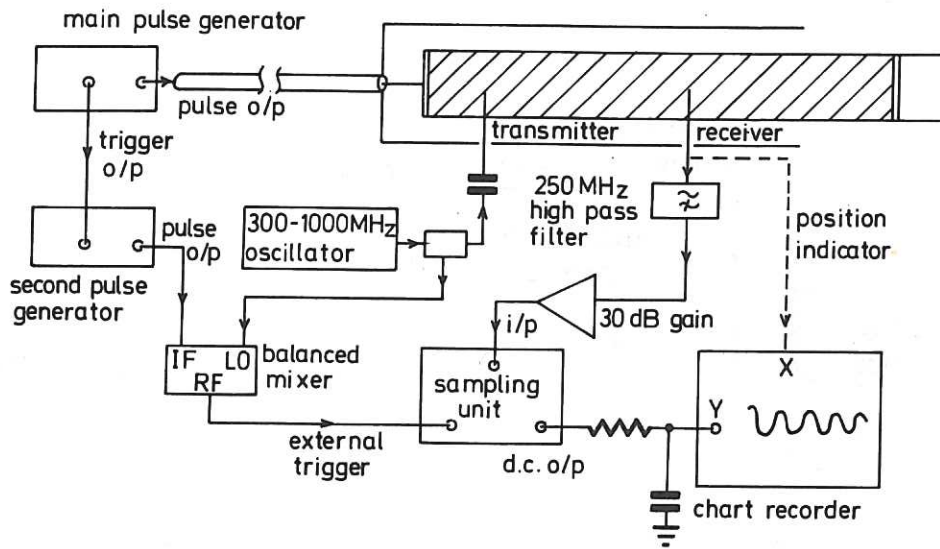 main pulse generator
pulse o/p
trigger
o/p
transmitter
receiver
250 MHz
high pass
filter
position
indicator
300-1000MHz
oscillator
pulse
o/p
second pulse
generator
30 dB gain
i/p
IF LO
RF
balanced
mixer
sampling
unit
X
Y
external
trigger
d.c. o/p
chart recorder